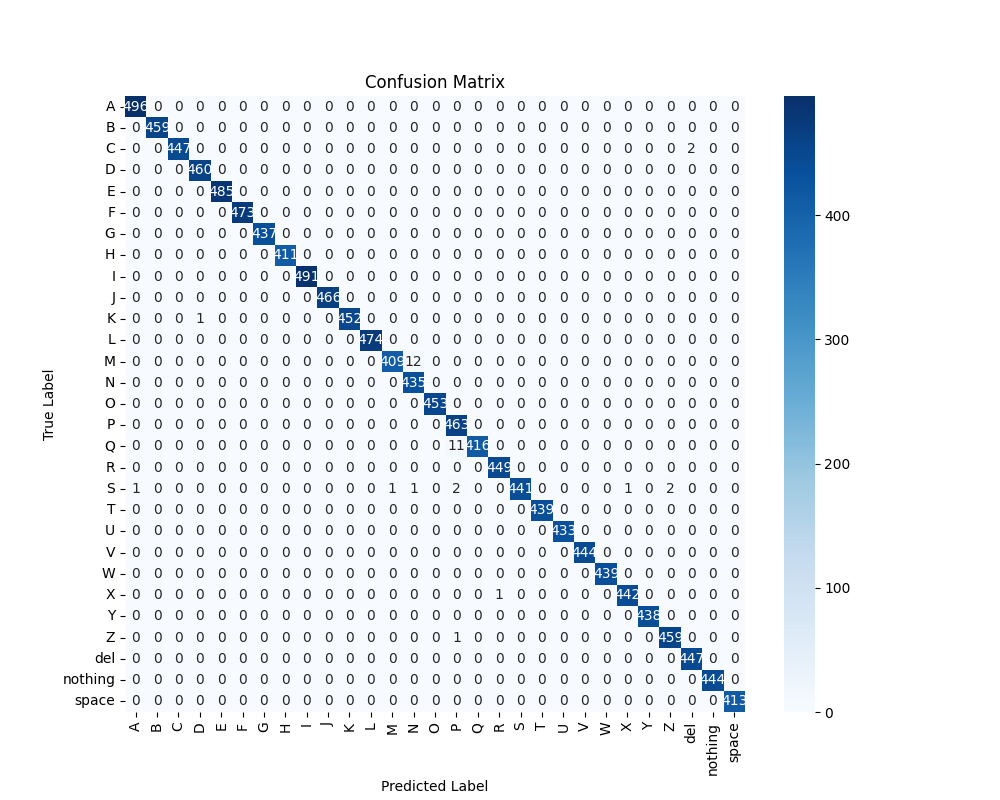 Confusion Matrix
A 496 0 0 0 0 0 0 0 0 0 0 0 0 0 0 0 0 0 0 0 0 0 0 0 0 0 0 0 0
B 0 459 0 0 0 0 0 0 0 0 0 0 0 0 0 0 0 0 0 0 0 0 0 0 0 0 0 0 0
C 0 0 447 0 0 0 0 0 0 0 0 0 0 0 0 0 0 0 0 0 0 0 0 0 0 0 2 0 0
D 0 0 0 460 0 0 0 0 0 0 0 0 0 0 0 0 0 0 0 0 0 0 0 0 0 0 0 0 0
E 0 0 0 0 485 0 0 0 0 0 0 0 0 0 0 0 0 0 0 0 0 0 0 0 0 0 0 0 0
F 0 0 0 0 0 473 0 0 0 0 0 0 0 0 0 0 0 0 0 0 0 0 0 0 0 0 0 0 0
G 0 0 0 0 0 0 437 0 0 0 0 0 0 0 0 0 0 0 0 0 0 0 0 0 0 0 0 0 0
H 0 0 0 0 0 0 0 411 0 0 0 0 0 0 0 0 0 0 0 0 0 0 0 0 0 0 0 0 0
I 0 0 0 0 0 0 0 0 491 0 0 0 0 0 0 0 0 0 0 0 0 0 0 0 0 0 0 0 0
J 0 0 0 0 0 0 0 0 0 466 0 0 0 0 0 0 0 0 0 0 0 0 0 0 0 0 0 0 0
K 0 0 0 1 0 0 0 0 0 0 452 0 0 0 0 0 0 0 0 0 0 0 0 0 0 0 0 0 0
L 0 0 0 0 0 0 0 0 0 0 0 474 0 0 0 0 0 0 0 0 0 0 0 0 0 0 0 0 0
M 0 0 0 0 0 0 0 0 0 0 0 0 409 12 0 0 0 0 0 0 0 0 0 0 0 0 0 0 0
N 0 0 0 0 0 0 0 0 0 0 0 0 0 435 0 0 0 0 0 0 0 0 0 0 0 0 0 0 0
O 0 0 0 0 0 0 0 0 0 0 0 0 0 0 453 0 0 0 0 0 0 0 0 0 0 0 0 0 0
P 0 0 0 0 0 0 0 0 0 0 0 0 0 0 0 463 0 0 0 0 0 0 0 0 0 0 0 0 0
Q 0 0 0 0 0 0 0 0 0 0 0 0 0 0 0 11 416 0 0 0 0 0 0 0 0 0 0 0 0
R 0 0 0 0 0 0 0 0 0 0 0 0 0 0 0 0 0 449 0 0 0 0 0 0 0 0 0 0 0
S 1 0 0 0 0 0 0 0 0 0 0 0 1 1 0 2 0 0 441 0 0 0 0 1 0 2 0 0 0
T 0 0 0 0 0 0 0 0 0 0 0 0 0 0 0 0 0 0 0 439 0 0 0 0 0 0 0 0 0
U 0 0 0 0 0 0 0 0 0 0 0 0 0 0 0 0 0 0 0 0 433 0 0 0 0 0 0 0 0
V 0 0 0 0 0 0 0 0 0 0 0 0 0 0 0 0 0 0 0 0 0 444 0 0 0 0 0 0 0
W 0 0 0 0 0 0 0 0 0 0 0 0 0 0 0 0 0 0 0 0 0 0 439 0 0 0 0 0 0
X 0 0 0 0 0 0 0 0 0 0 0 0 0 0 0 0 0 1 0 0 0 0 0 442 0 0 0 0 0
Y 0 0 0 0 0 0 0 0 0 0 0 0 0 0 0 0 0 0 0 0 0 0 0 0 438 0 0 0 0
Z 0 0 0 0 0 0 0 0 0 0 0 0 0 0 0 1 0 0 0 0 0 0 0 0 0 459 0 0 0
del 0 0 0 0 0 0 0 0 0 0 0 0 0 0 0 0 0 0 0 0 0 0 0 0 0 0 447 0 0
nothing 0 0 0 0 0 0 0 0 0 0 0 0 0 0 0 0 0 0 0 0 0 0 0 0 0 0 0 444 0
space 0 0 0 0 0 0 0 0 0 0 0 0 0 0 0 0 0 0 0 0 0 0 0 0 0 0 0 0 413
A B C D E F G H I J K L M N O P Q R S T U V W X Y Z del nothing space
True Label
Predicted Label
400
300
200
100
0